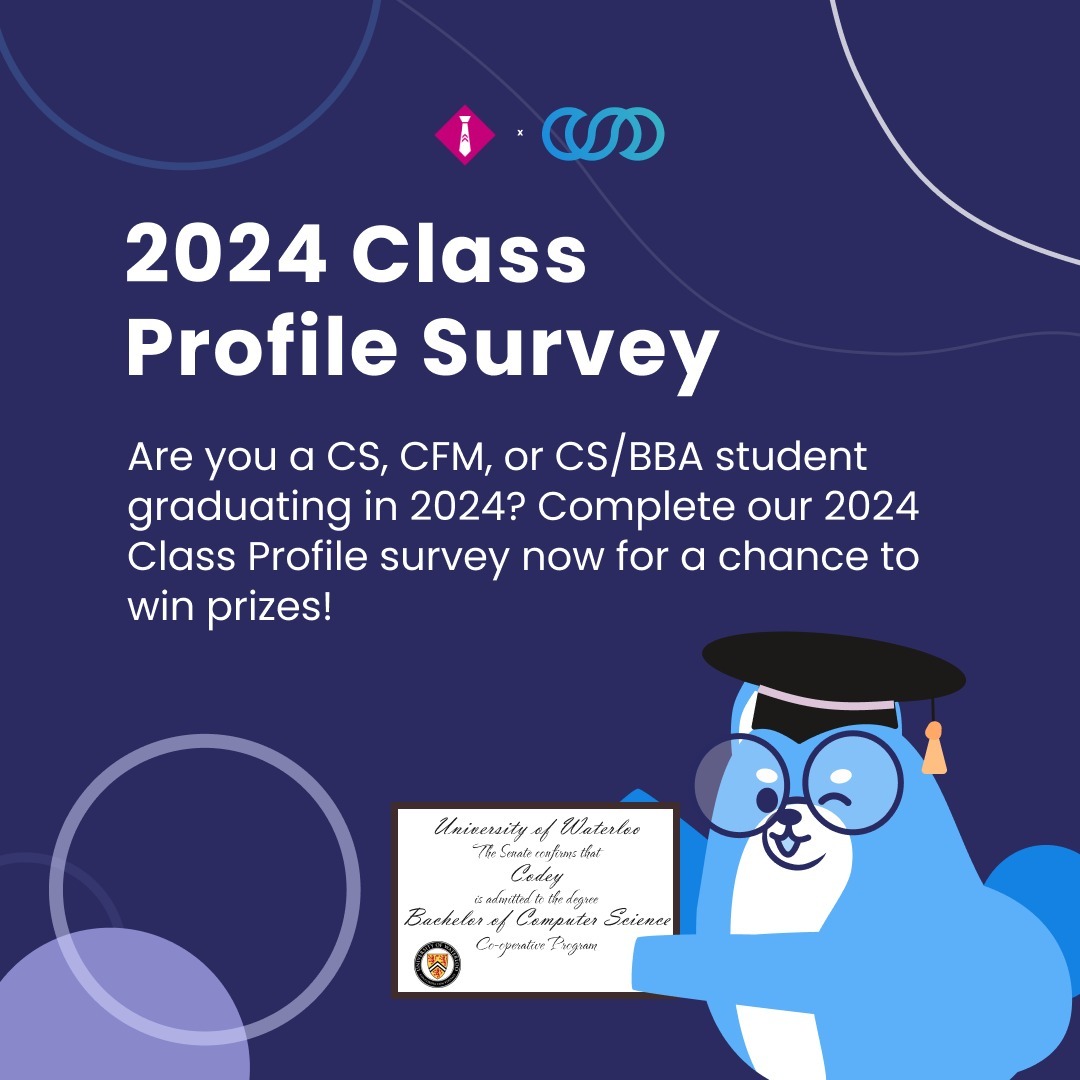 x
2024 Class
Profile Survey
Are you a CS, CFM, or CS/BBA student
graduating in 2024? Complete our 2024
Class Profile survey now for a chance to
win prizes!
University of Waterloo
The Senate confirms that
Codey
is admitted to the degree
Bachelor of Computer Science
Co-operative Program